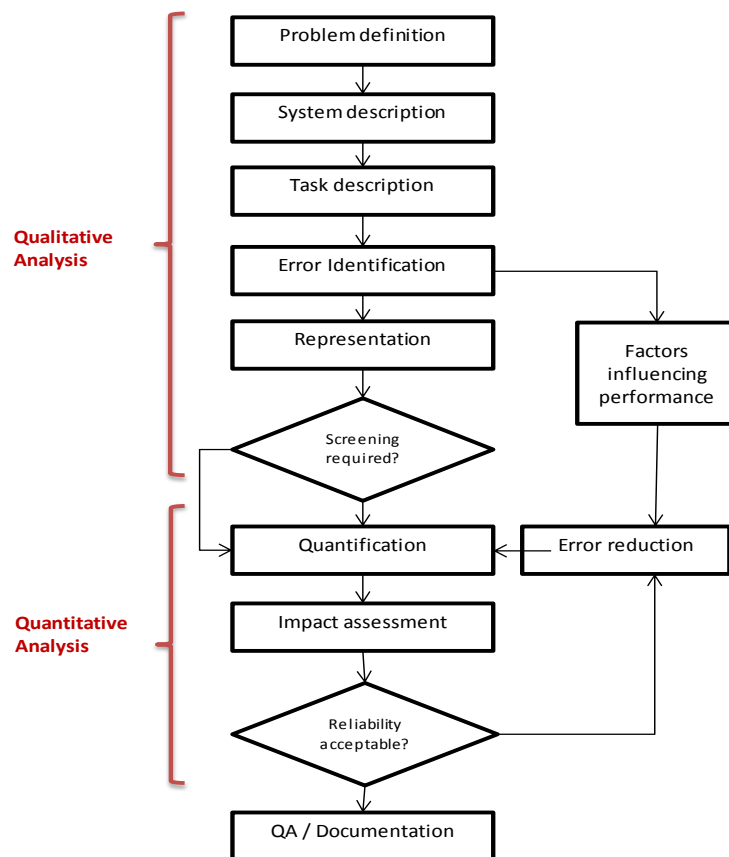 Problem definition
System description
Task description
Qualitative
Analysis
Error Identification
Representation
Factors
influencing
performance
Screening
required?
Quantification
Error reduction
Impact assessment
Quantitative
Analysis
Reliability
acceptable?
QA / Documentation